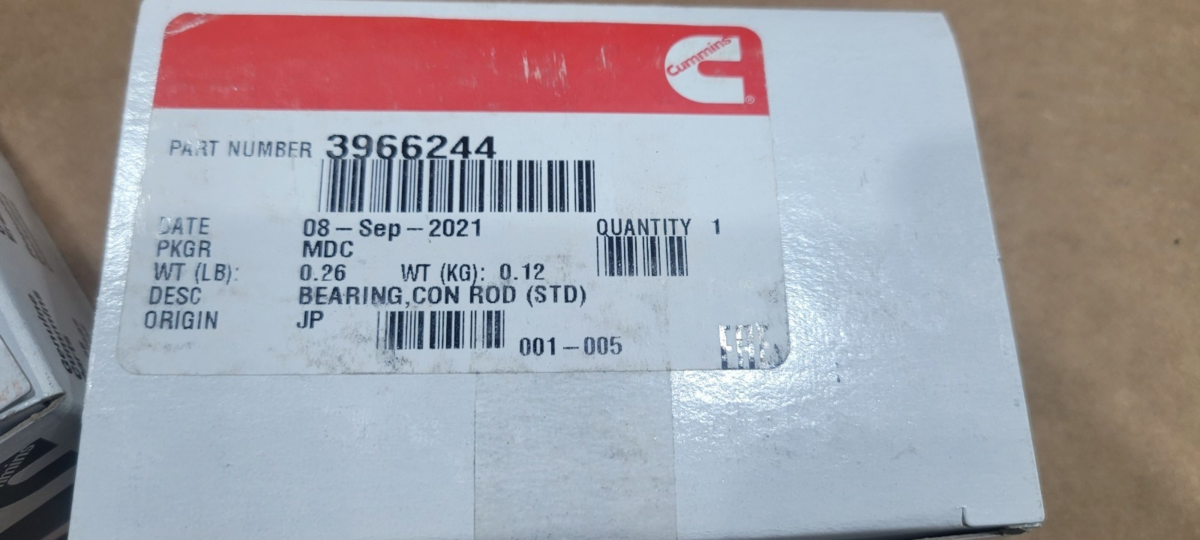 Cummins
®
PART NUMBER 3966244
DATE 08-Sep-2021 QUANTITY 1
PKGR MDC
WT (LB): 0.26 WT (KG): 0.12
DESC BEARING,CON ROD (STD)
ORIGIN JP
001-005
EAC